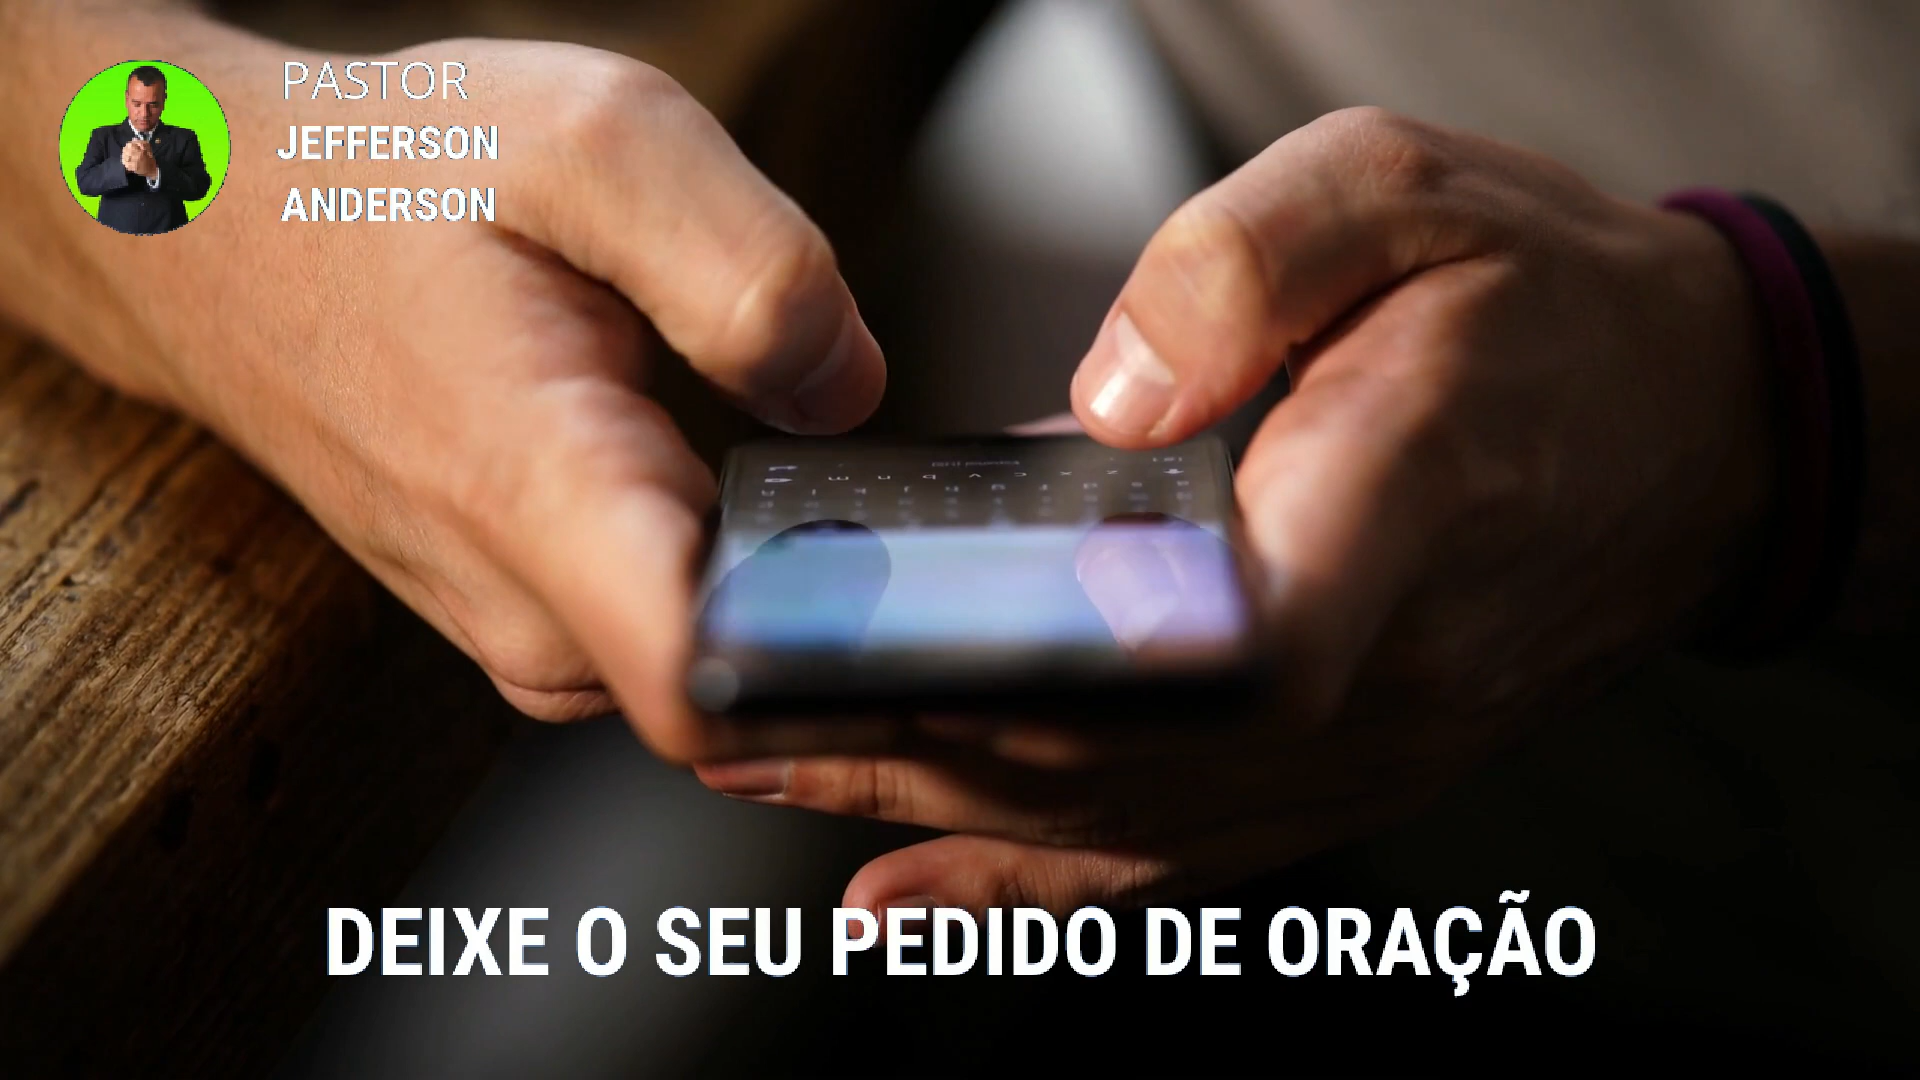 PASTOR
JEFFERSON
ANDERSON
DEIXE O SEU PEDIDO DE ORAÇÃO